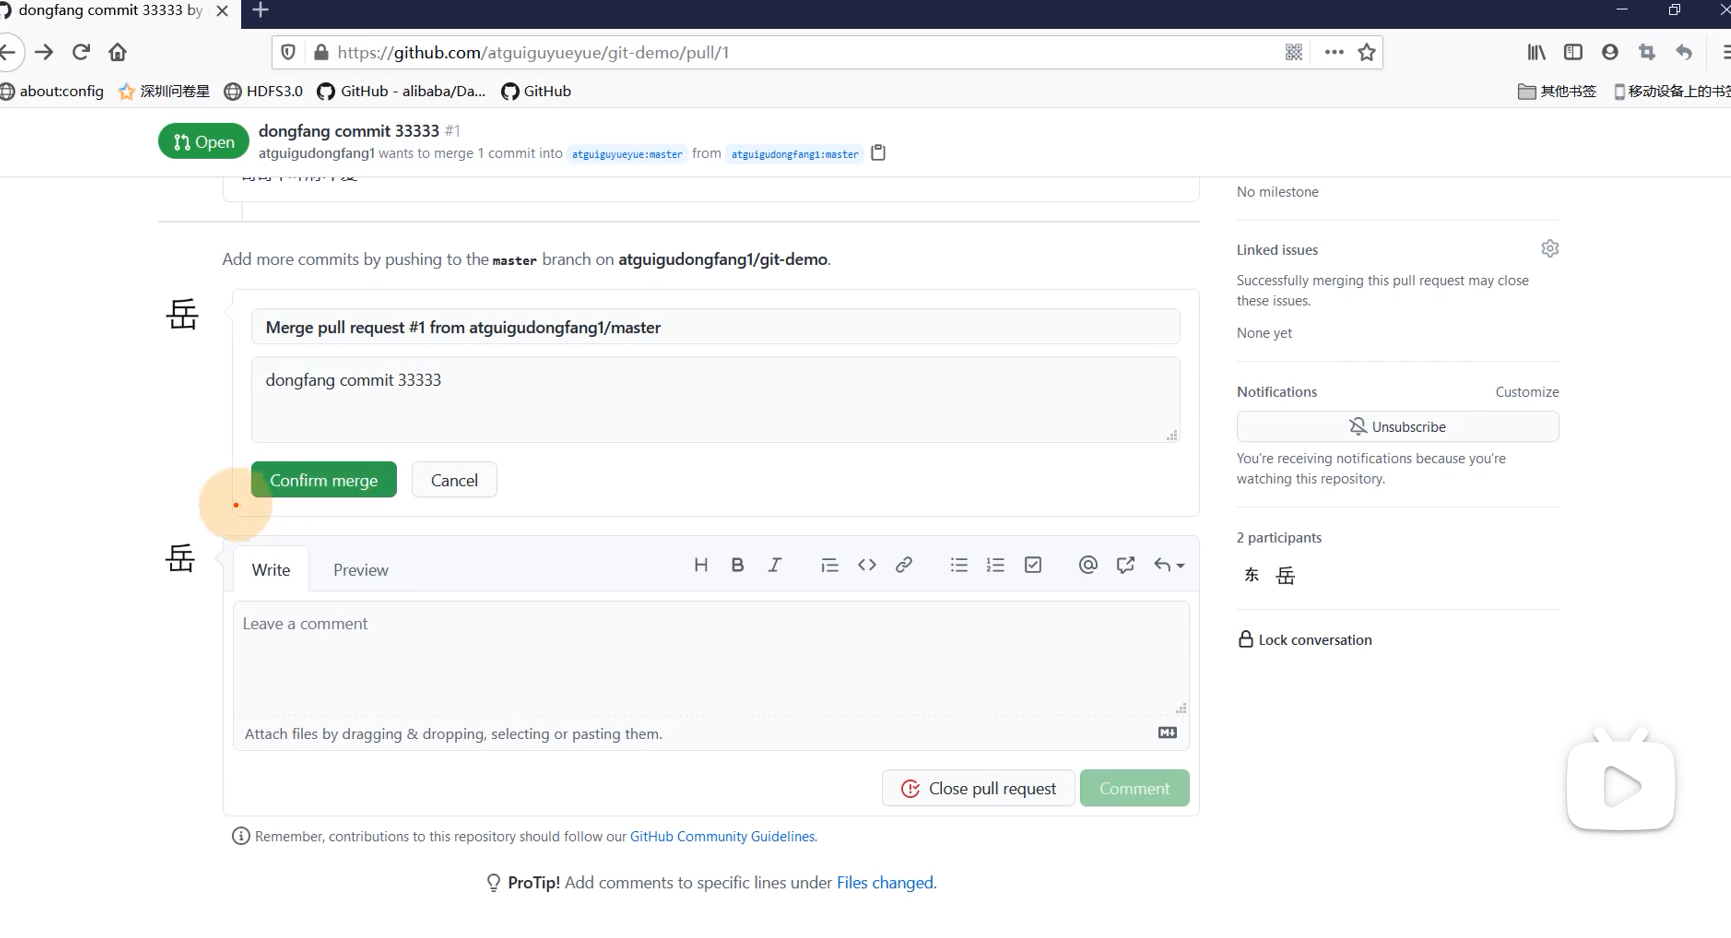 dongfang commit 33333 by
https://github.com/atguiguyueyue/git-demo/pull/1
about:config 深圳问卷星 HDFS3.0 GitHub - alibaba/Da... GitHub 其他书签 移动设备上的书签
Open
dongfang commit 33333 #1
atguigudongfang1 wants to merge 1 commit into atguiguyueyue:master from atguigudongfang1:master
No milestone
Add more commits by pushing to the master branch on atguigudongfang1/git-demo.
岳
Merge pull request #1 from atguigudongfang1/master
dongfang commit 33333
Confirm merge Cancel
岳
Write Preview
Leave a comment
Attach files by dragging & dropping, selecting or pasting them.
Close pull request Comment
Remember, contributions to this repository should follow our GitHub Community Guidelines.
ProTip! Add comments to specific lines under Files changed.
Linked issues
Successfully merging this pull request may close
these issues.
None yet
Notifications Customize
Unsubscribe
You're receiving notifications because you're
watching this repository.
2 participants
东 岳
Lock conversation